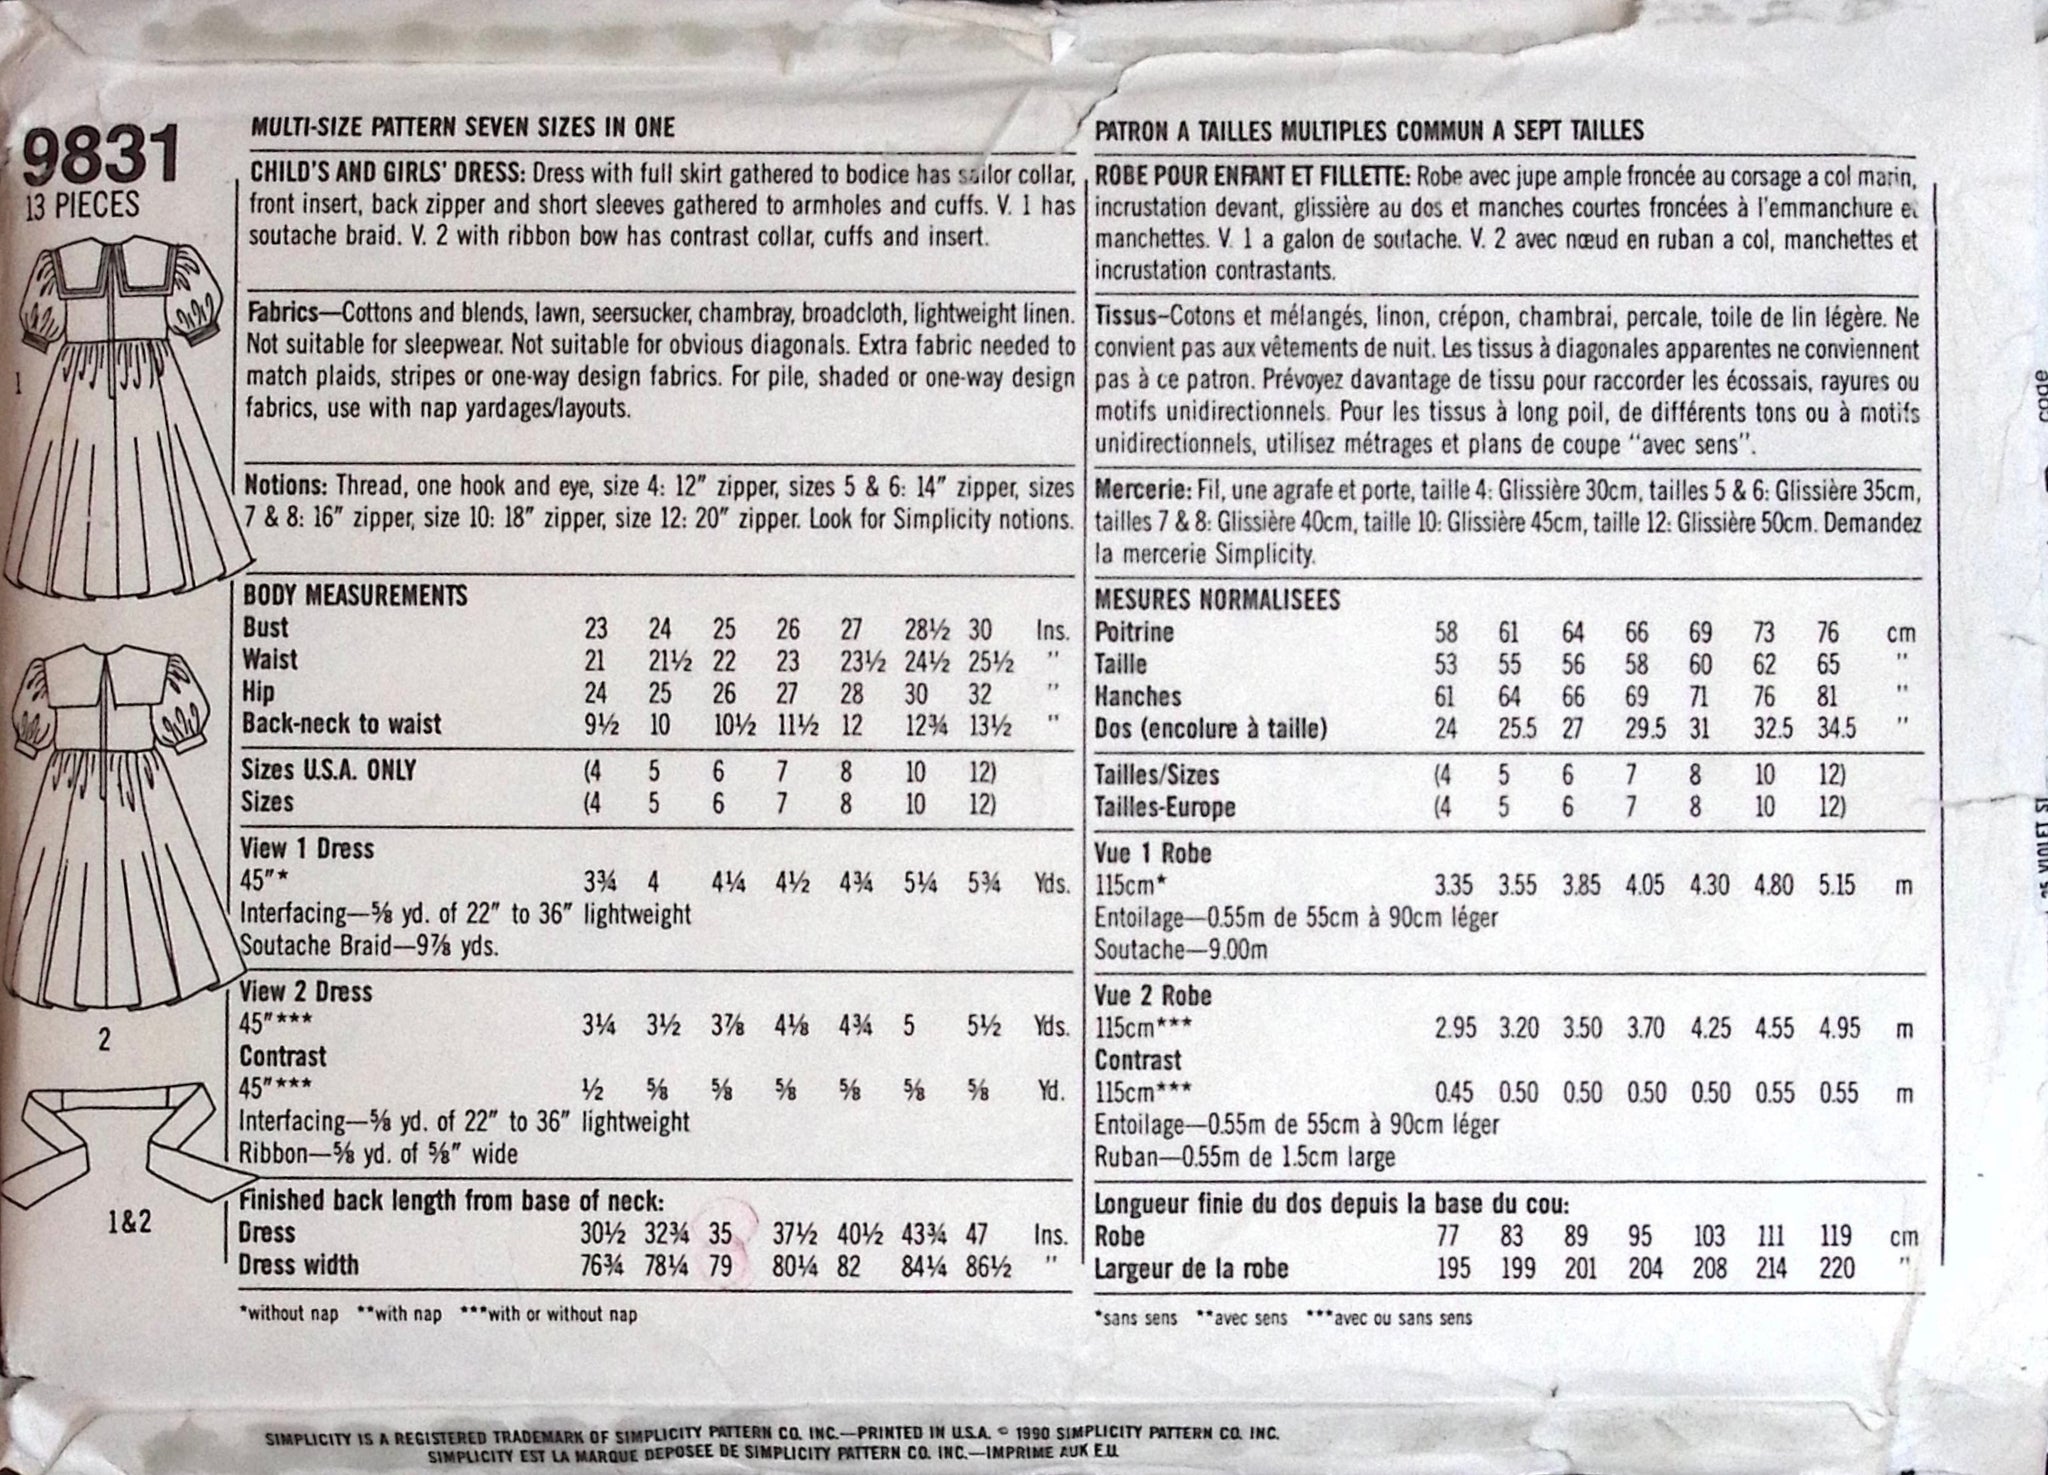 9831
13 PIECES
1
2
1&2
MULTI-SIZE PATTERN SEVEN SIZES IN ONE
CHILD'S AND GIRLS' DRESS: Dress with full skirt gathered to bodice has sailor collar,
front insert, back zipper and short sleeves gathered to armholes and cuffs. V. 1 has
soutache braid. V. 2 with ribbon bow has contrast collar, cuffs and insert.
Fabrics—Cottons and blends, lawn, seersucker, chambray, broadcloth, lightweight linen.
Not suitable for sleepwear. Not suitable for obvious diagonals. Extra fabric needed to
match plaids, stripes or one-way design fabrics. For pile, shaded or one-way design
fabrics, use with nap yardages/layouts.
Notions: Thread, one hook and eye, size 4: 12" zipper, sizes 5 & 6: 14" zipper, sizes
7 & 8: 16" zipper, size 10: 18" zipper, size 12: 20" zipper. Look for Simplicity notions.
BODY MEASUREMENTS
Bust 23 24 25 26 27 28½ 30 Ins.
Waist 21 21½ 22 23 23½ 24½ 25½ "
Hip 24 25 26 27 28 30 32 "
Back-neck to waist 9½ 10 10½ 11½ 12 12¾ 13½ "
Sizes U.S.A. ONLY (4 5 6 7 8 10 12)
Sizes (4 5 6 7 8 10 12)
View 1 Dress
45"* 3¾ 4 4¼ 4½ 4¾ 5¼ 5¾ Yds.
Interfacing—⅝ yd. of 22" to 36" lightweight
Soutache Braid—9⅞ yds.
View 2 Dress
45"*** 3¼ 3½ 3⅞ 4⅛ 4¾ 5 5½ Yds.
Contrast
45"*** ½ ⅝ ⅝ ⅝ ⅝ ⅝ ⅝ Yd.
Interfacing—⅝ yd. of 22" to 36" lightweight
Ribbon—⅝ yd. of ⅝" wide
Finished back length from base of neck:
Dress 30½ 32¾ 35 37½ 40½ 43¾ 47 Ins.
Dress width 76¾ 78¼ 79 80¼ 82 84¼ 86½ "
*without nap **with nap ***with or without nap
PATRON A TAILLES MULTIPLES COMMUN A SEPT TAILLES
ROBE POUR ENFANT ET FILLETTE: Robe avec jupe ample froncée au corsage a col marin,
incrustation devant, glissière au dos et manches courtes froncées à l'emmanchure et
manchettes. V. 1 a galon de soutache. V. 2 avec nœud en ruban a col, manchettes et
incrustation contrastants.
Tissus–Cotons et mélangés, linon, crépon, chambrai, percale, toile de lin légère. Ne
convient pas aux vêtements de nuit. Les tissus à diagonales apparentes ne conviennent
pas à ce patron. Prévoyez davantage de tissu pour raccorder les écossais, rayures ou
motifs unidirectionnels. Pour les tissus à long poil, de différents tons ou à motifs
unidirectionnels, utilisez métrages et plans de coupe "avec sens".
Mercerie: Fil, une agrafe et porte, taille 4: Glissière 30cm, tailles 5 & 6: Glissière 35cm,
tailles 7 & 8: Glissière 40cm, taille 10: Glissière 45cm, taille 12: Glissière 50cm. Demandez
la mercerie Simplicity.
MESURES NORMALISEES
Poitrine 58 61 64 66 69 73 76 cm
Taille 53 55 56 58 60 62 65 "
Hanches 61 64 66 69 71 76 81 "
Dos (encolure à taille) 24 25.5 27 29.5 31 32.5 34.5 "
Tailles/Sizes (4 5 6 7 8 10 12)
Tailles-Europe (4 5 6 7 8 10 12)
Vue 1 Robe
115cm* 3.35 3.55 3.85 4.05 4.30 4.80 5.15 m
Entoilage—0.55m de 55cm à 90cm léger
Soutache—9.00m
Vue 2 Robe
115cm*** 2.95 3.20 3.50 3.70 4.25 4.55 4.95 m
Contrast
115cm*** 0.45 0.50 0.50 0.50 0.50 0.55 0.55 m
Entoilage—0.55m de 55cm à 90cm léger
Ruban—0.55m de 1.5cm large
Longueur finie du dos depuis la base du cou:
Robe 77 83 89 95 103 111 119 cm
Largeur de la robe 195 199 201 204 208 214 220 "
*sans sens **avec sens ***avec ou sans sens
code
VIOLET
SIMPLICITY IS A REGISTERED TRADEMARK OF SIMPLICITY PATTERN CO. INC.—PRINTED IN U.S.A. © 1990 SIMPLICITY PATTERN CO. INC.
SIMPLICITY EST LA MARQUE DEPOSEE DE SIMPLICITY PATTERN CO. INC.—IMPRIME AUX E.U.